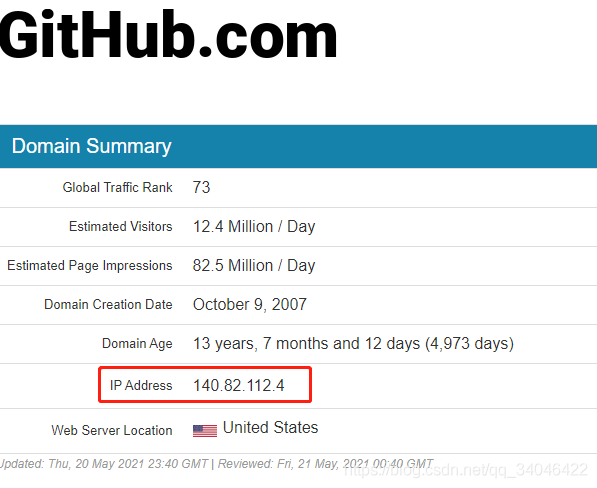 GitHub.com
Domain Summary
Global Traffic Rank 73
Estimated Visitors 12.4 Million / Day
Estimated Page Impressions 82.5 Million / Day
Domain Creation Date October 9, 2007
Domain Age 13 years, 7 months and 12 days (4,973 days)
IP Address 140.82.112.4
Web Server Location United States
Updated: Thu, 20 May 2021 23:40 GMT | Reviewed: Fri, 21 May, 2021 00:40 GMT
https://blog.csdn.net/qq_34046422